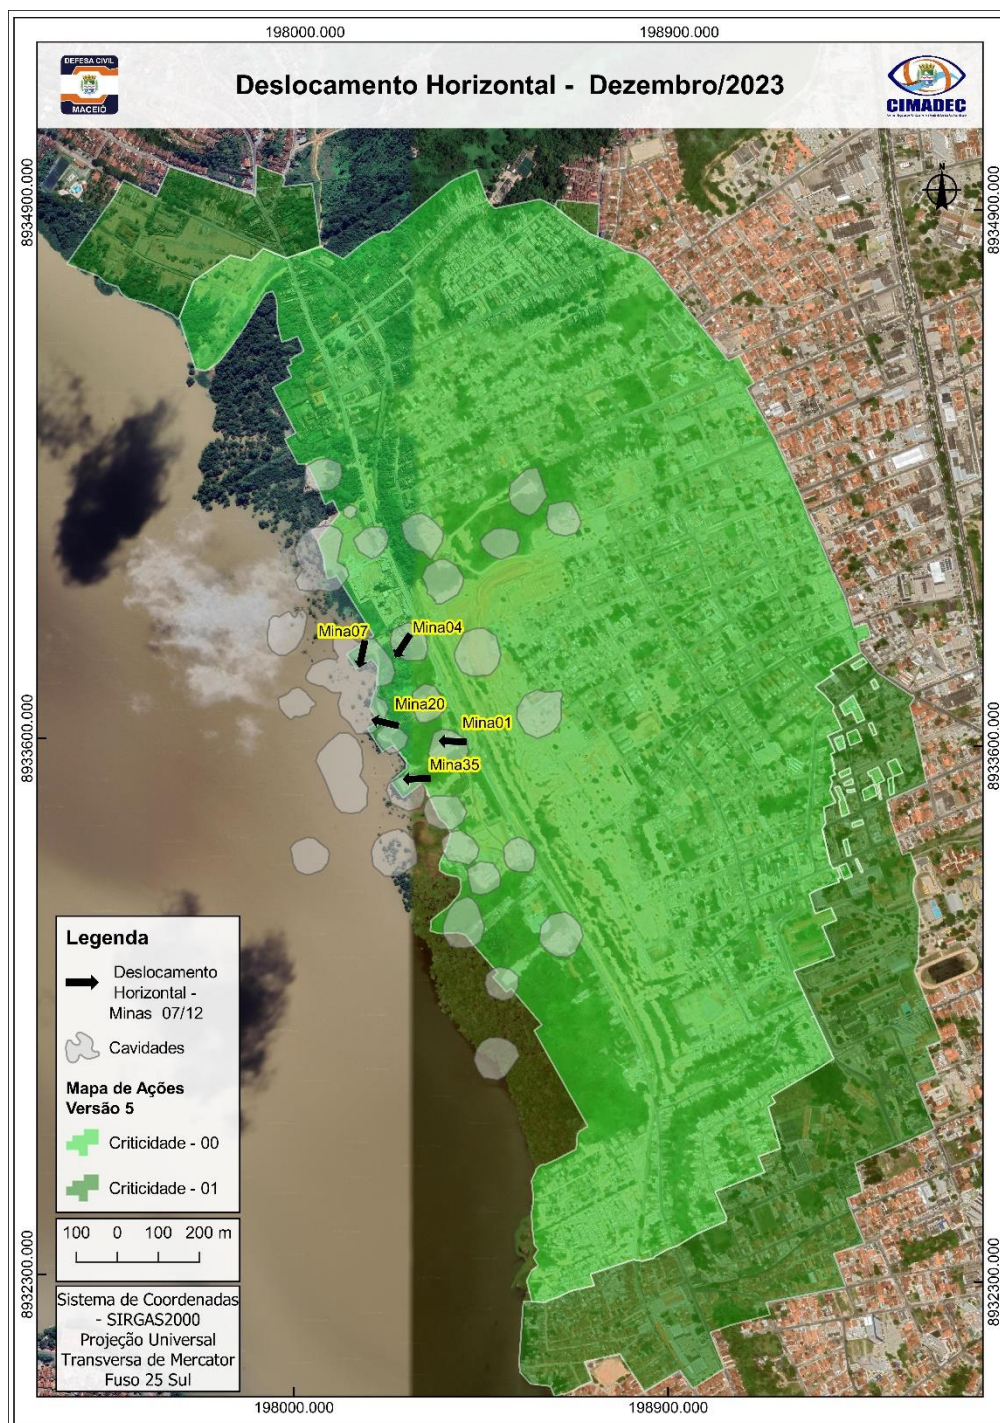 198000.000
198900.000
DEFESA CIVIL
MACEIÓ
Deslocamento Horizontal - Dezembro/2023
CIMADEC
8934900.000
8934900.000
N
Mina07
Mina04
Mina20
Mina01
Mina35
8933600.000
8933600.000
Legenda
Deslocamento
Horizontal -
Minas 07/12
Cavidades
Mapa de Ações
Versão 5
Criticidade - 00
Criticidade - 01
100 0 100 200 m
8932300.000
8932300.000
Sistema de Coordenadas
- SIRGAS2000
Projeção Universal
Transversa de Mercator
Fuso 25 Sul
198000.000
198900.000